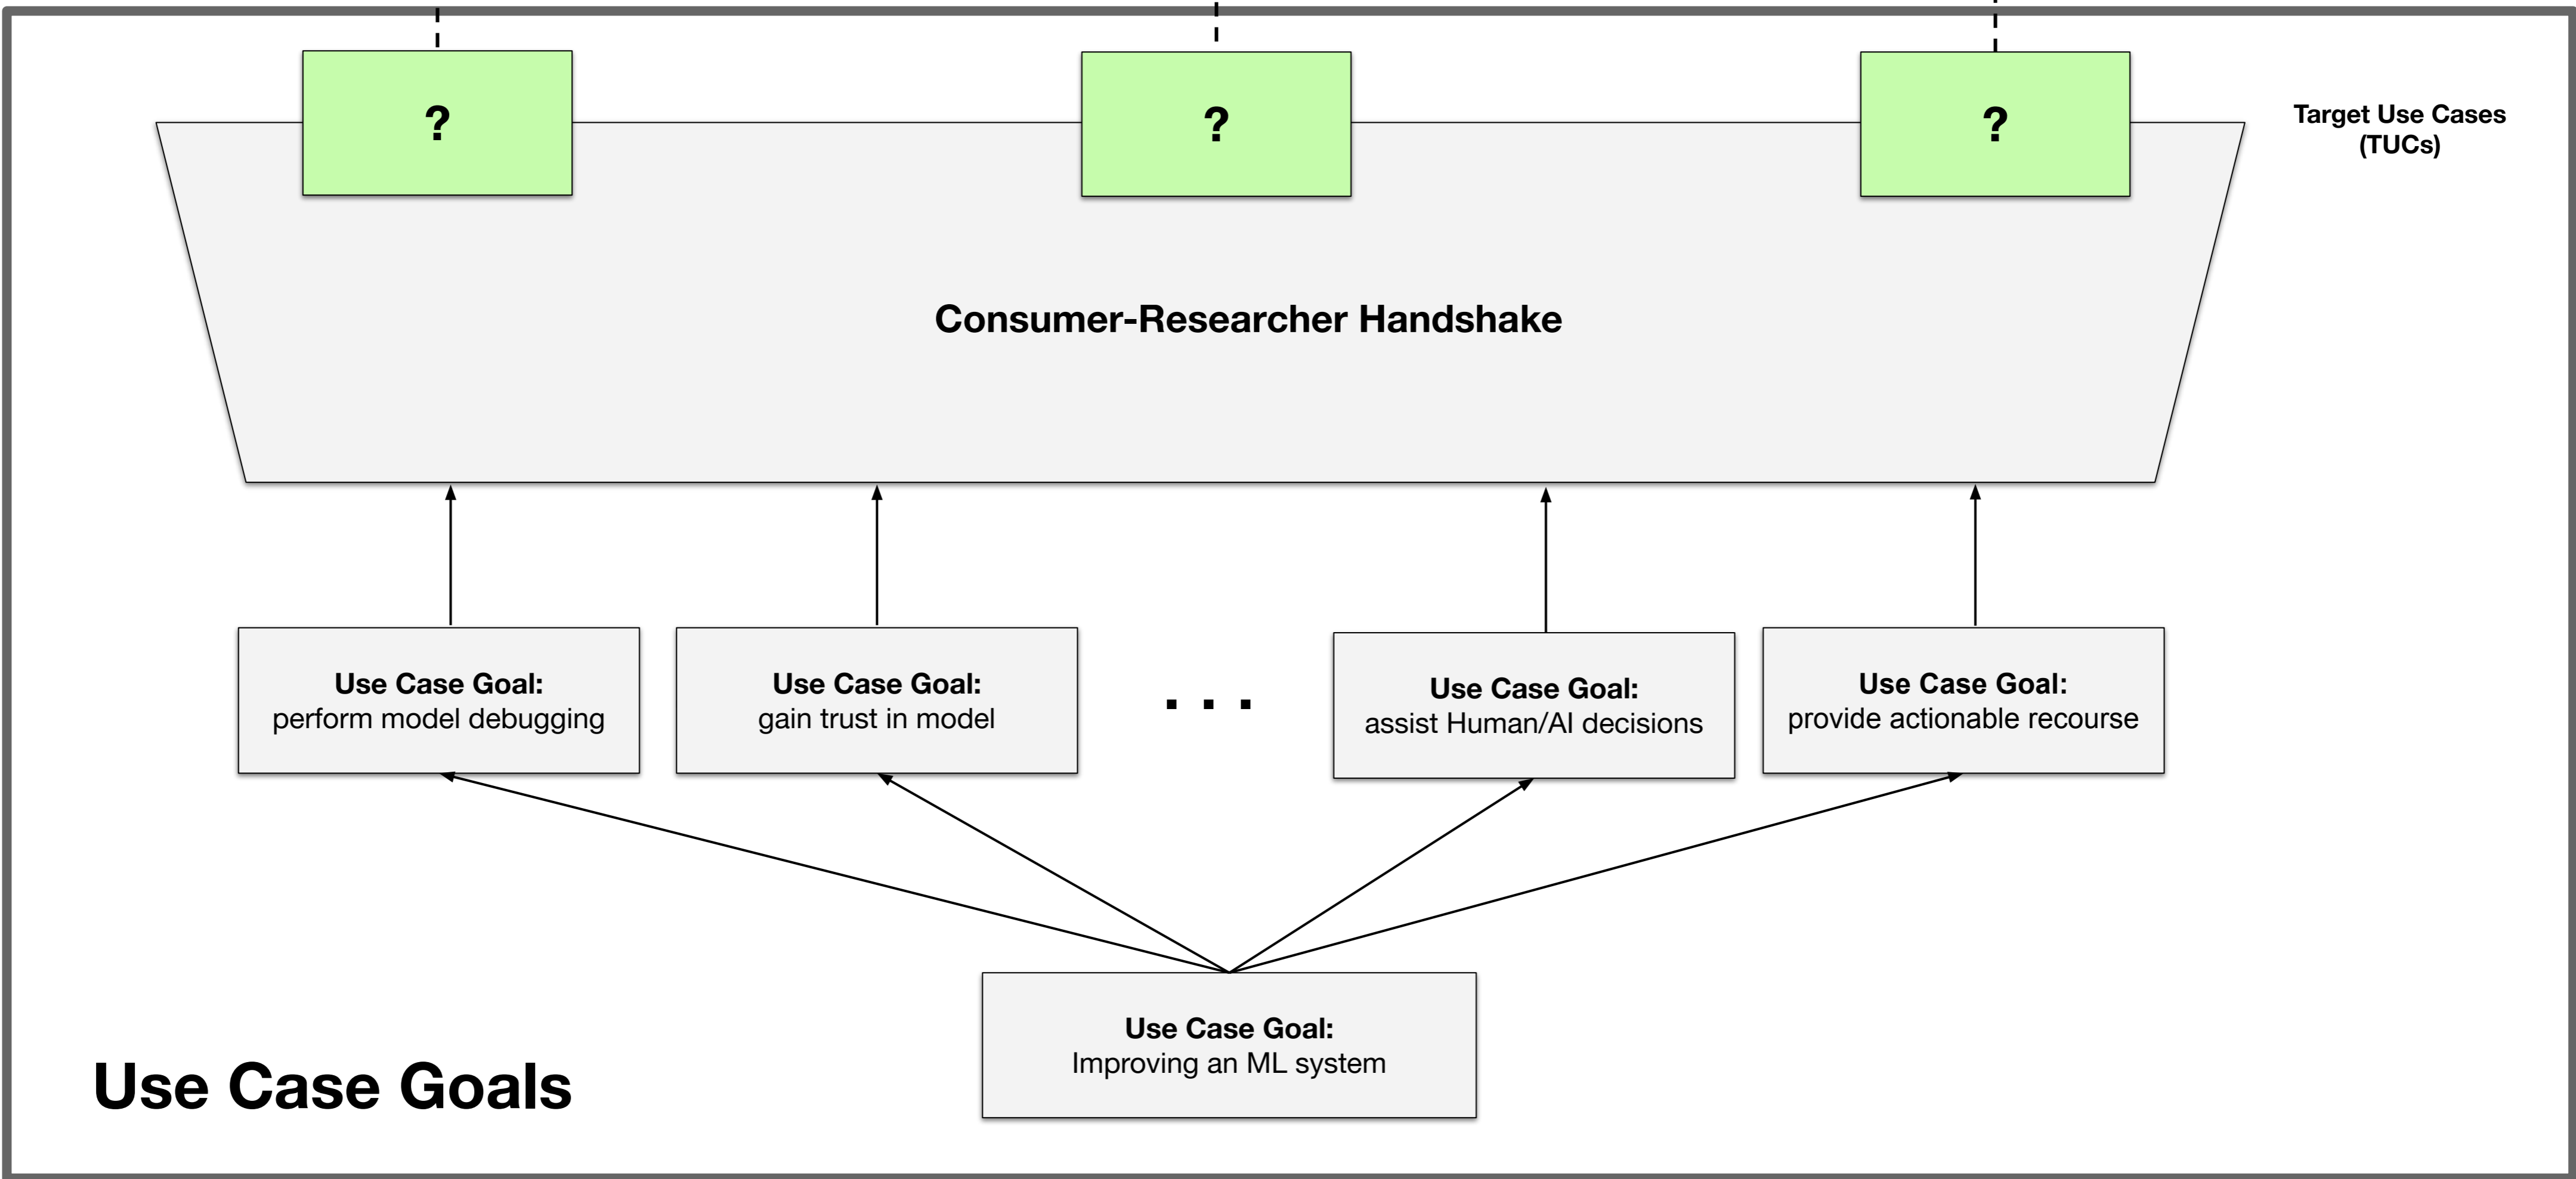 ?
?
?
Target Use Cases
(TUCs)
Consumer-Researcher Handshake
Use Case Goal:
perform model debugging
Use Case Goal:
gain trust in model
. . .
Use Case Goal:
assist Human/AI decisions
Use Case Goal:
provide actionable recourse
Use Case Goal:
Improving an ML system
Use Case Goals